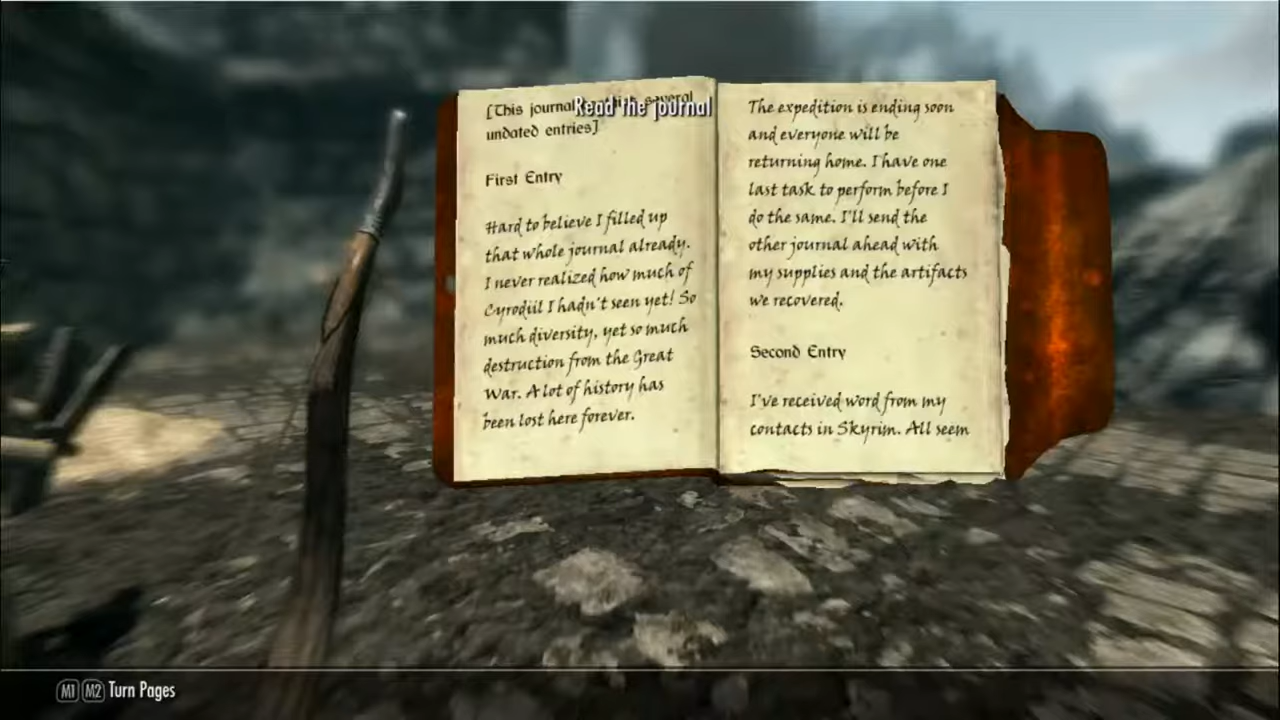 [This journal several
Read the journal
undated entries]
First Entry
Hard to believe I filled up
that whole journal already.
I never realized how much of
Cyrodiil I hadn't seen yet! So
much diversity, yet so much
destruction from the Great
War. A lot of history has
been lost here forever.
The expedition is ending soon
and everyone will be
returning home. I have one
last task to perform before I
do the same. I'll send the
other journal ahead with
my supplies and the artifacts
we recovered.
Second Entry
I've received word from my
contacts in Skyrim. All seem
M1 M2 Turn Pages